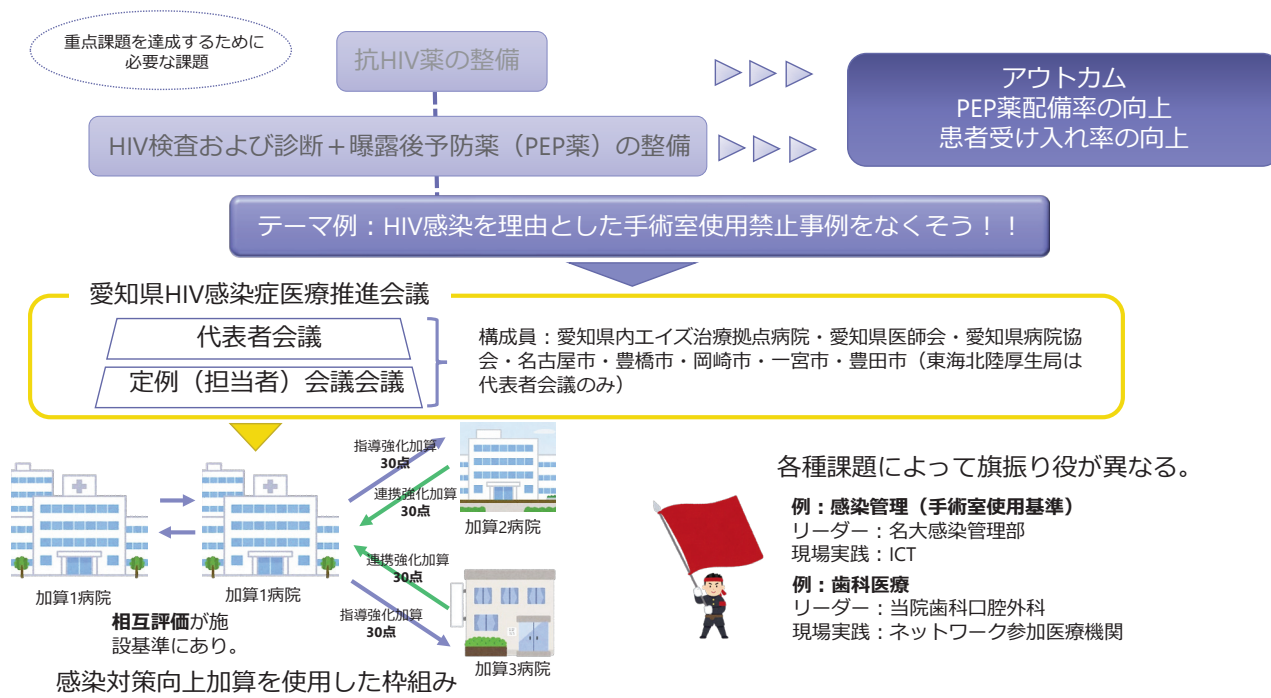 重点課題を達成するために
必要な課題
抗HIV薬の整備
HIV検査および診断＋曝露後予防薬（PEP薬）の整備
アウトカム
PEP薬配備率の向上
患者受け入れ率の向上
テーマ例：HIV感染を理由とした手術室使用禁止事例をなくそう！！
愛知県HIV感染症医療推進会議
代表者会議
定例（担当者）会議会議
構成員：愛知県内エイズ治療拠点病院・愛知県医師会・愛知県病院協
会・名古屋市・豊橋市・岡崎市・一宮市・豊田市（東海北陸厚生局は
代表者会議のみ）
指導強化加算
30点
連携強化加算
30点
加算2病院
連携強化加算
30点
指導強化加算
30点
加算3病院
加算1病院
加算1病院
相互評価が施
設基準にあり。
感染対策向上加算を使用した枠組み
各種課題によって旗振り役が異なる。
例：感染管理（手術室使用基準）
リーダー：名大感染管理部
現場実践：ICT
例：歯科医療
リーダー：当院歯科口腔外科
現場実践：ネットワーク参加医療機関